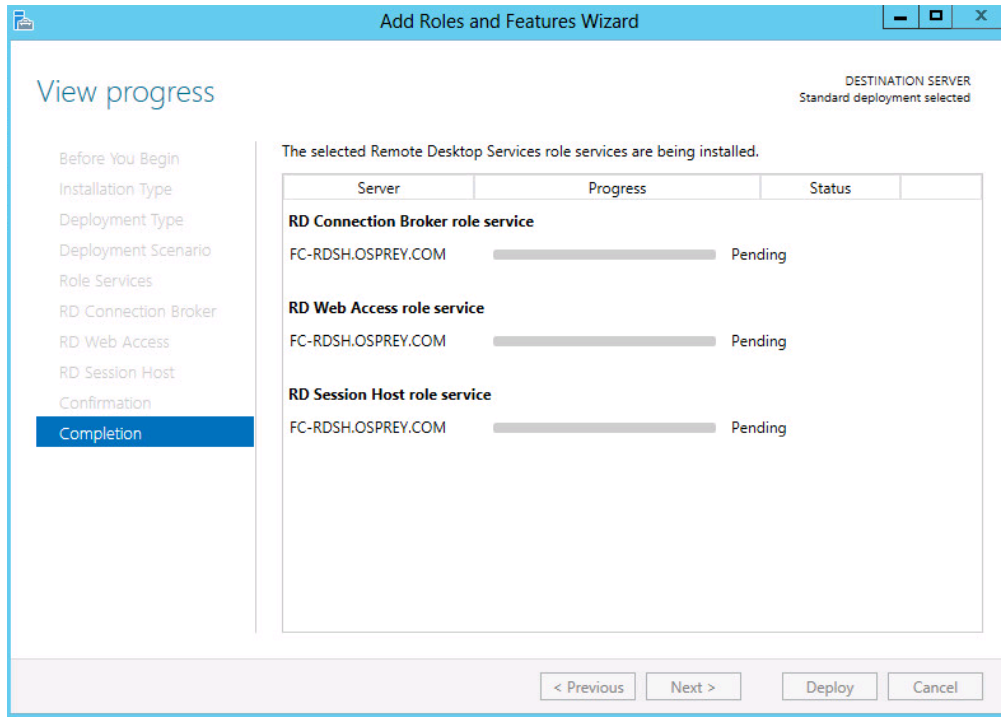 Add Roles and Features Wizard
View progress
DESTINATION SERVER
Standard deployment selected
Before You Begin
Installation Type
Deployment Type
Deployment Scenario
Role Services
RD Connection Broker
RD Web Access
RD Session Host
Confirmation
Completion
The selected Remote Desktop Services role services are being installed.
Server Progress Status
RD Connection Broker role service
FC-RDSH.OSPREY.COM Pending
RD Web Access role service
FC-RDSH.OSPREY.COM Pending
RD Session Host role service
FC-RDSH.OSPREY.COM Pending
< Previous Next > Deploy Cancel